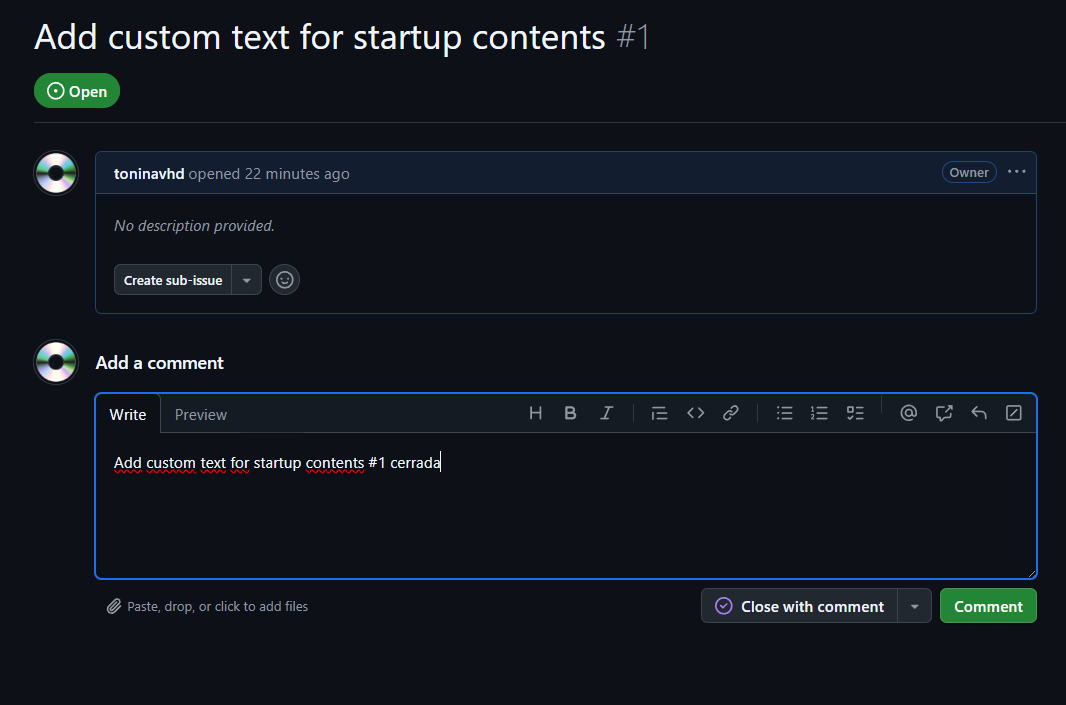 Add custom text for startup contents #1
Open
toninavhd opened 22 minutes ago
Owner
No description provided.
Create sub-issue
Add a comment
Write
Preview
Add custom text for startup contents #1 cerrada
Paste, drop, or click to add files
Close with comment
Comment